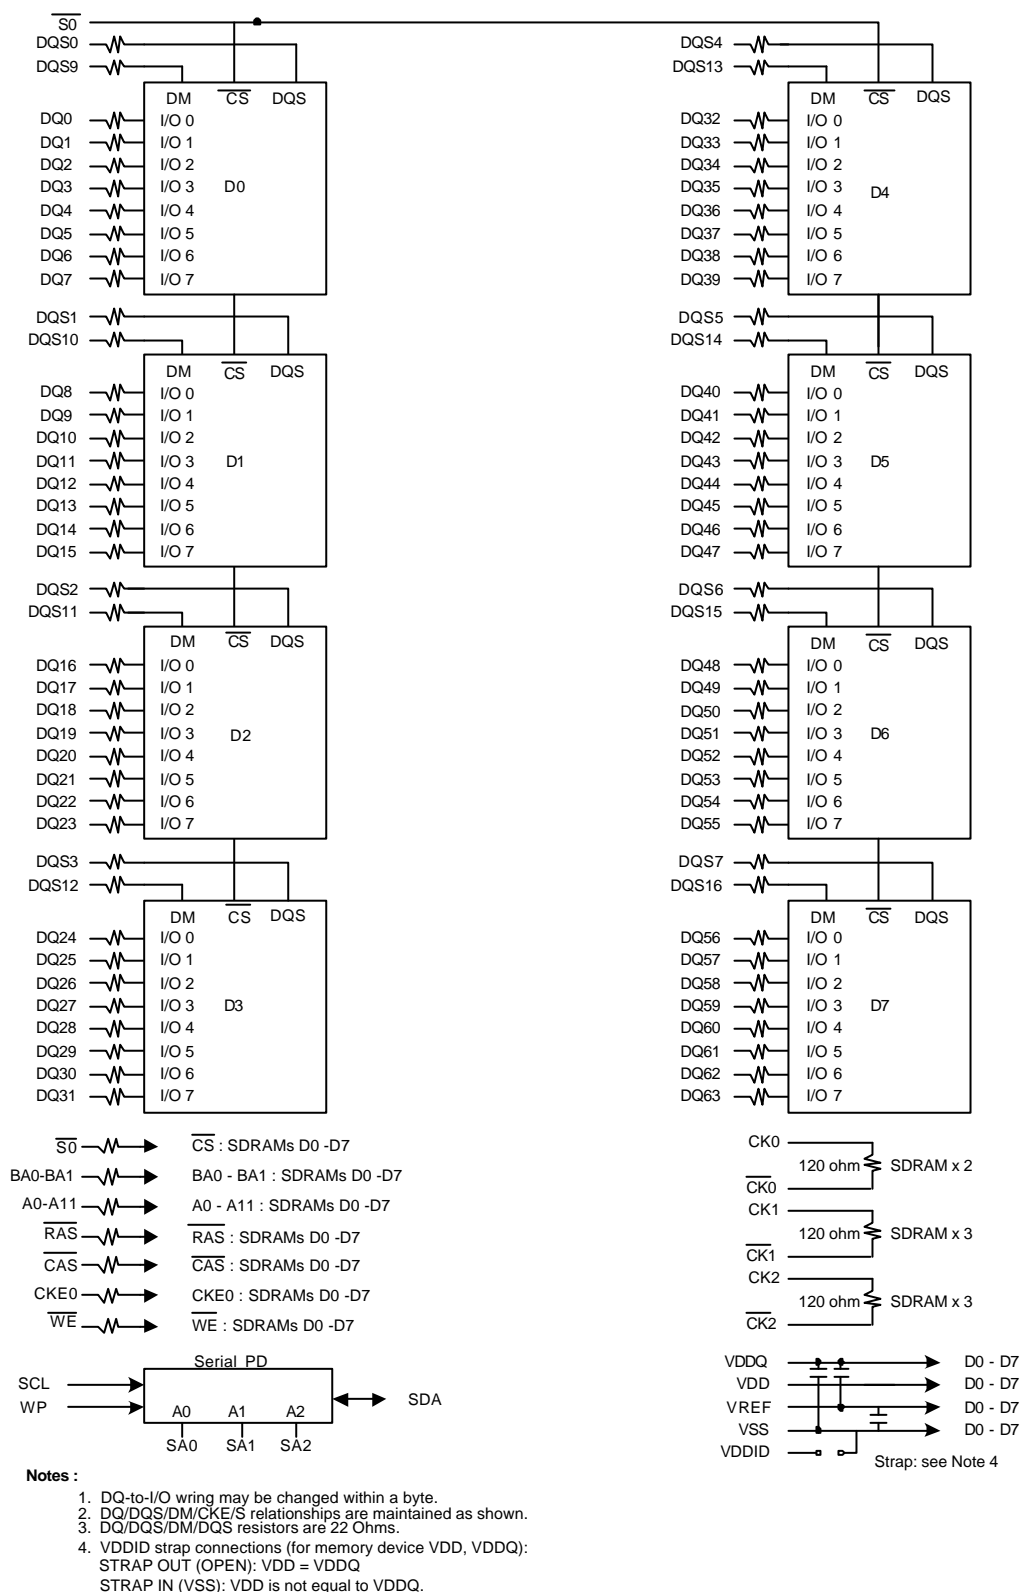 S0
DQS0
DQS9
DM CS DQS
DQ0 I/O 0
DQ1 I/O 1
DQ2 I/O 2
DQ3 I/O 3 D0
DQ4 I/O 4
DQ5 I/O 5
DQ6 I/O 6
DQ7 I/O 7
DQS1
DQS10
DM CS DQS
DQ8 I/O 0
DQ9 I/O 1
DQ10 I/O 2
DQ11 I/O 3 D1
DQ12 I/O 4
DQ13 I/O 5
DQ14 I/O 6
DQ15 I/O 7
DQS2
DQS11
DM CS DQS
DQ16 I/O 0
DQ17 I/O 1
DQ18 I/O 2
DQ19 I/O 3 D2
DQ20 I/O 4
DQ21 I/O 5
DQ22 I/O 6
DQ23 I/O 7
DQS3
DQS12
DM CS DQS
DQ24 I/O 0
DQ25 I/O 1
DQ26 I/O 2
DQ27 I/O 3 D3
DQ28 I/O 4
DQ29 I/O 5
DQ30 I/O 6
DQ31 I/O 7
DQS4
DQS13
DM CS DQS
DQ32 I/O 0
DQ33 I/O 1
DQ34 I/O 2
DQ35 I/O 3 D4
DQ36 I/O 4
DQ37 I/O 5
DQ38 I/O 6
DQ39 I/O 7
DQS5
DQS14
DM CS DQS
DQ40 I/O 0
DQ41 I/O 1
DQ42 I/O 2
DQ43 I/O 3 D5
DQ44 I/O 4
DQ45 I/O 5
DQ46 I/O 6
DQ47 I/O 7
DQS6
DQS15
DM CS DQS
DQ48 I/O 0
DQ49 I/O 1
DQ50 I/O 2
DQ51 I/O 3 D6
DQ52 I/O 4
DQ53 I/O 5
DQ54 I/O 6
DQ55 I/O 7
DQS7
DQS16
DM CS DQS
DQ56 I/O 0
DQ57 I/O 1
DQ58 I/O 2
DQ59 I/O 3 D7
DQ60 I/O 4
DQ61 I/O 5
DQ62 I/O 6
DQ63 I/O 7
S0 CS : SDRAMs D0 -D7
BA0-BA1 BA0 - BA1 : SDRAMs D0 -D7
A0-A11 A0 - A11 : SDRAMs D0 -D7
RAS RAS : SDRAMs D0 -D7
CAS CAS : SDRAMs D0 -D7
CKE0 CKE0 : SDRAMs D0 -D7
WE WE : SDRAMs D0 -D7
CK0
120 ohm SDRAM x 2
CK0
CK1
120 ohm SDRAM x 3
CK1
CK2
120 ohm SDRAM x 3
CK2
Serial PD
SCL
WP
SDA
A0 A1 A2
SA0 SA1 SA2
VDDQ D0 - D7
VDD D0 - D7
VREF D0 - D7
VSS D0 - D7
VDDID
Strap: see Note 4
Notes :
1. DQ-to-I/O wring may be changed within a byte.
2. DQ/DQS/DM/CKE/S relationships are maintained as shown.
3. DQ/DQS/DM/DQS resistors are 22 Ohms.
4. VDDID strap connections (for memory device VDD, VDDQ):
STRAP OUT (OPEN): VDD = VDDQ
STRAP IN (VSS): VDD is not equal to VDDQ.